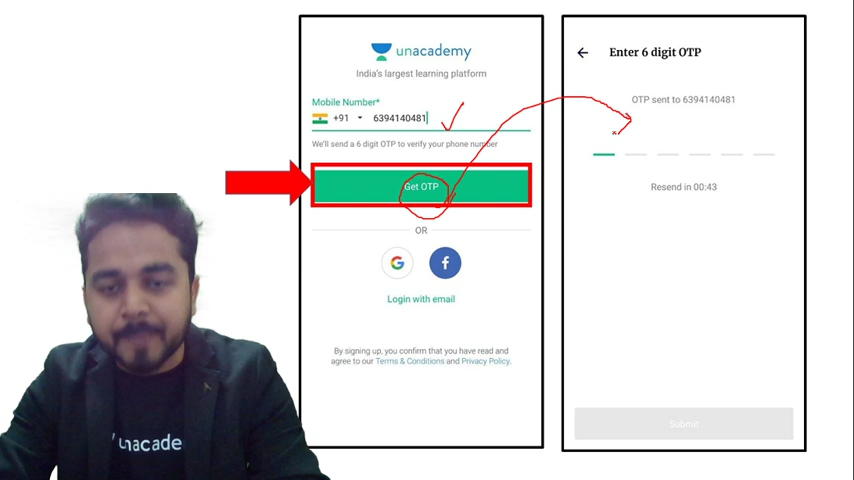 unacademy
India's largest learning platform
Mobile Number*
+91 6394140481
We'll send a 6 digit OTP to verify your phone number
Get OTP
OR
Login with email
By signing up, you confirm that you have read and
agree to our Terms & Conditions and Privacy Policy.
Enter 6 digit OTP
OTP sent to 6394140481
Resend in 00:43
Submit
unacade